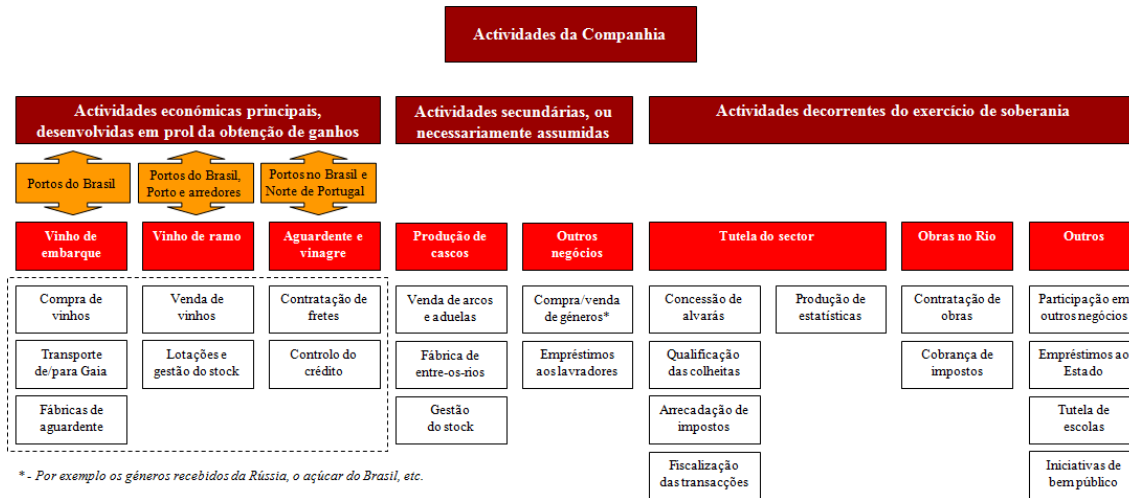 Actividades da Companhia
Actividades económicas principais,
desenvolvidas em prol da obtenção de ganhos
Actividades secundárias, ou
necessariamente assumidas
Actividades decorrentes do exercício de soberania
Portos do Brasil
Portos do Brasil,
Porto e arredores
Portos no Brasil e
Norte de Portugal
Vinho de
embarque
Vinho de ramo
Aguardente e
vinagre
Produção de
cascos
Outros
negócios
Tutela do sector
Obras no Rio
Outros
Compra de
vinhos
Venda de
vinhos
Contratação de
fretes
Venda de arcos
e aduelas
Compra/venda
de géneros*
Concessão de
alvarás
Produção de
estatísticas
Contratação de
obras
Participação em
outros negócios
Transporte
de/para Gaia
Lotações e
gestão do stock
Controlo do
crédito
Fábrica de
entre-os-rios
Empréstimos
aos lavradores
Qualificação
das colheitas
Cobrança de
impostos
Empréstimos ao
Estado
Fábricas de
aguardente
Gestão
do stock
Arrecadação de
impostos
Tutela de
escolas
Fiscalização
das transacções
Iniciativas de
bem público
* - Por exemplo os géneros recebidos da Rússia, o açúcar do Brasil, etc.